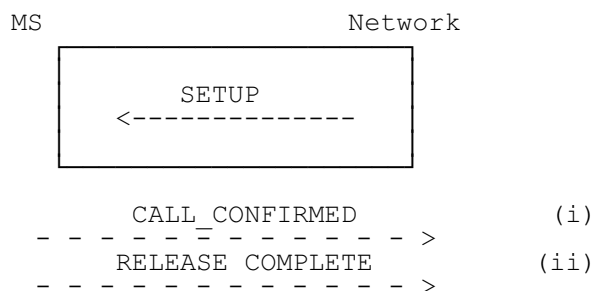 MS Network
SETUP
<--------------
CALL_CONFIRMED (i)
- - - - - - - - - - - - >
RELEASE COMPLETE (ii)
- - - - - - - - - - - - >